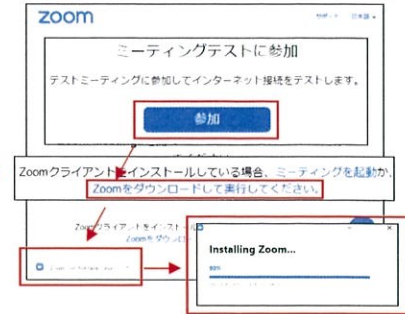 zoom
サポート 日本語
ミーティングテストに参加
テストミーティングに参加してインターネット接続をテストします。
参加
Zoomクライアントをインストールしている場合、ミーティングを起動か、
Zoomをダウンロードして実行してください。
Zoomクライアントをインストール
Zoomをダウンロー
Installing Zoom...